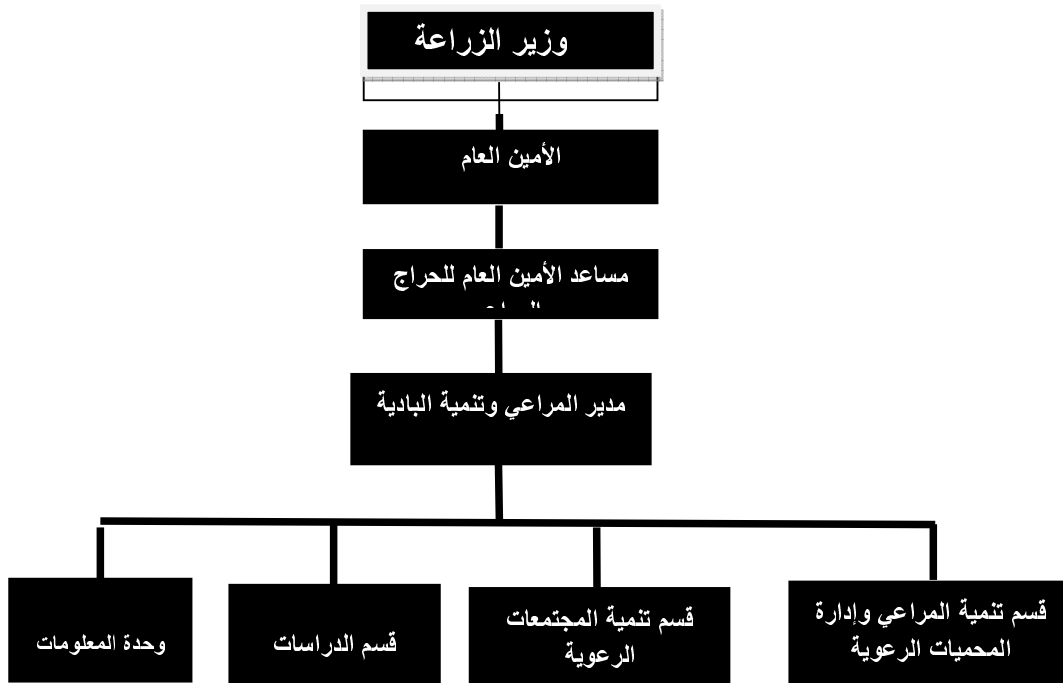 وزير الزراعة
الأمين العام
مساعد الأمين العام للحراج
مدير المراعي وتنمية البادية
قسم تنمية المراعي وإدارة
المحميات الرعوية
قسم تنمية المجتمعات
الرعوية
قسم الدراسات
وحدة المعلومات